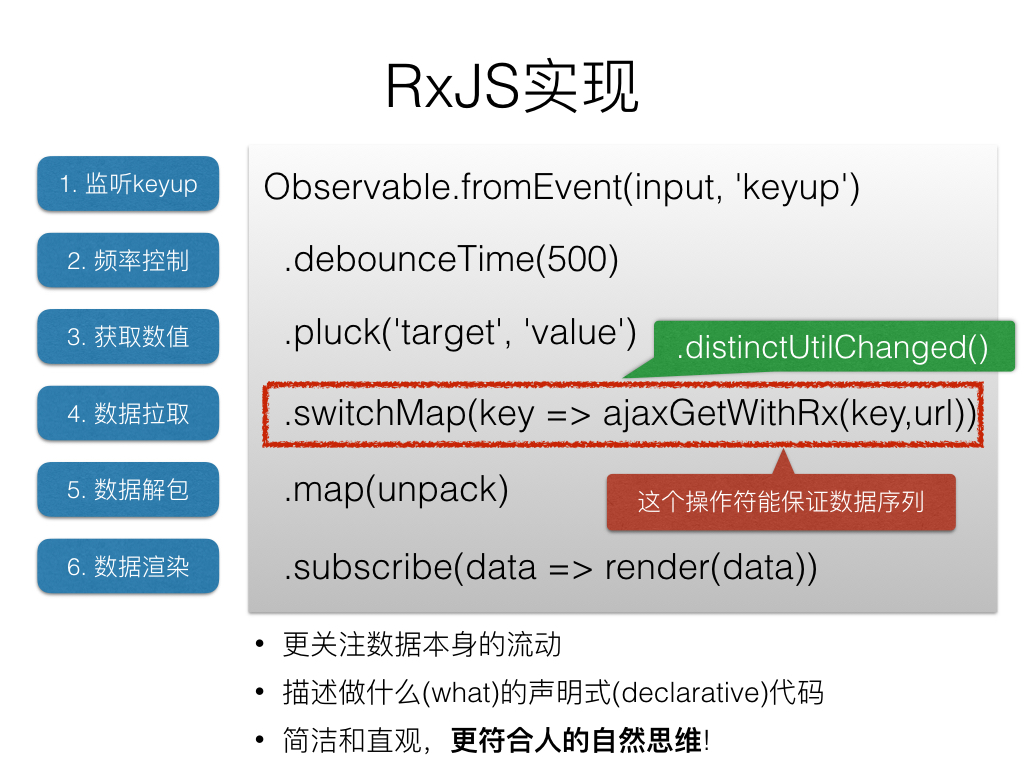 RxJS实现
1. 监听keyup
Observable.fromEvent(input, 'keyup')
2. 频率控制
.debounceTime(500)
3. 获取数值
.pluck('target', 'value')
.distinctUtilChanged()
4. 数据拉取
.switchMap(key => ajaxGetWithRx(key,url))
5. 数据解包
.map(unpack)
这个操作符能保证数据序列
6. 数据渲染
.subscribe(data => render(data))
• 更关注数据本身的流动
• 描述做什么(what)的声明式(declarative)代码
• 简洁和直观，更符合人的自然思维!